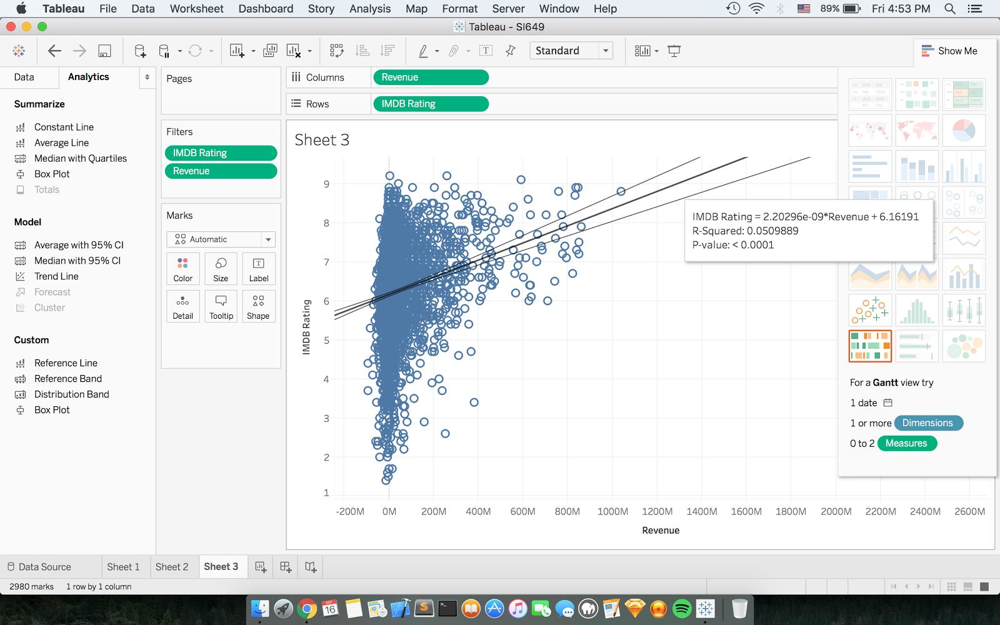 Tableau File Data Worksheet Dashboard Story Analysis Map Format Server Window Help 89% Fri 4:53 PM
Tableau - SI649
Standard
Show Me
Data Analytics
Summarize
Constant Line
Average Line
Median with Quartiles
Box Plot
Totals
Model
Average with 95% CI
Median with 95% CI
Trend Line
Forecast
Cluster
Custom
Reference Line
Reference Band
Distribution Band
Box Plot
Pages
Filters
IMDB Rating
Revenue
Marks
Automatic
Color Size Label
Detail Tooltip Shape
Columns Revenue
Rows IMDB Rating
Sheet 3
9
8
7
6
5
4
3
2
1
IMDB Rating
-200M 0M 200M 400M 600M 800M 1000M 1200M 1400M 1600M 1800M 2000M 2200M 2400M 2600M
Revenue
IMDB Rating = 2.20296e-09*Revenue + 6.16191
R-Squared: 0.0509889
P-value: < 0.0001
For a Gantt view try
1 date
1 or more Dimensions
0 to 2 Measures
Data Source Sheet 1 Sheet 2 Sheet 3
2980 marks 1 row by 1 column
SEP
16